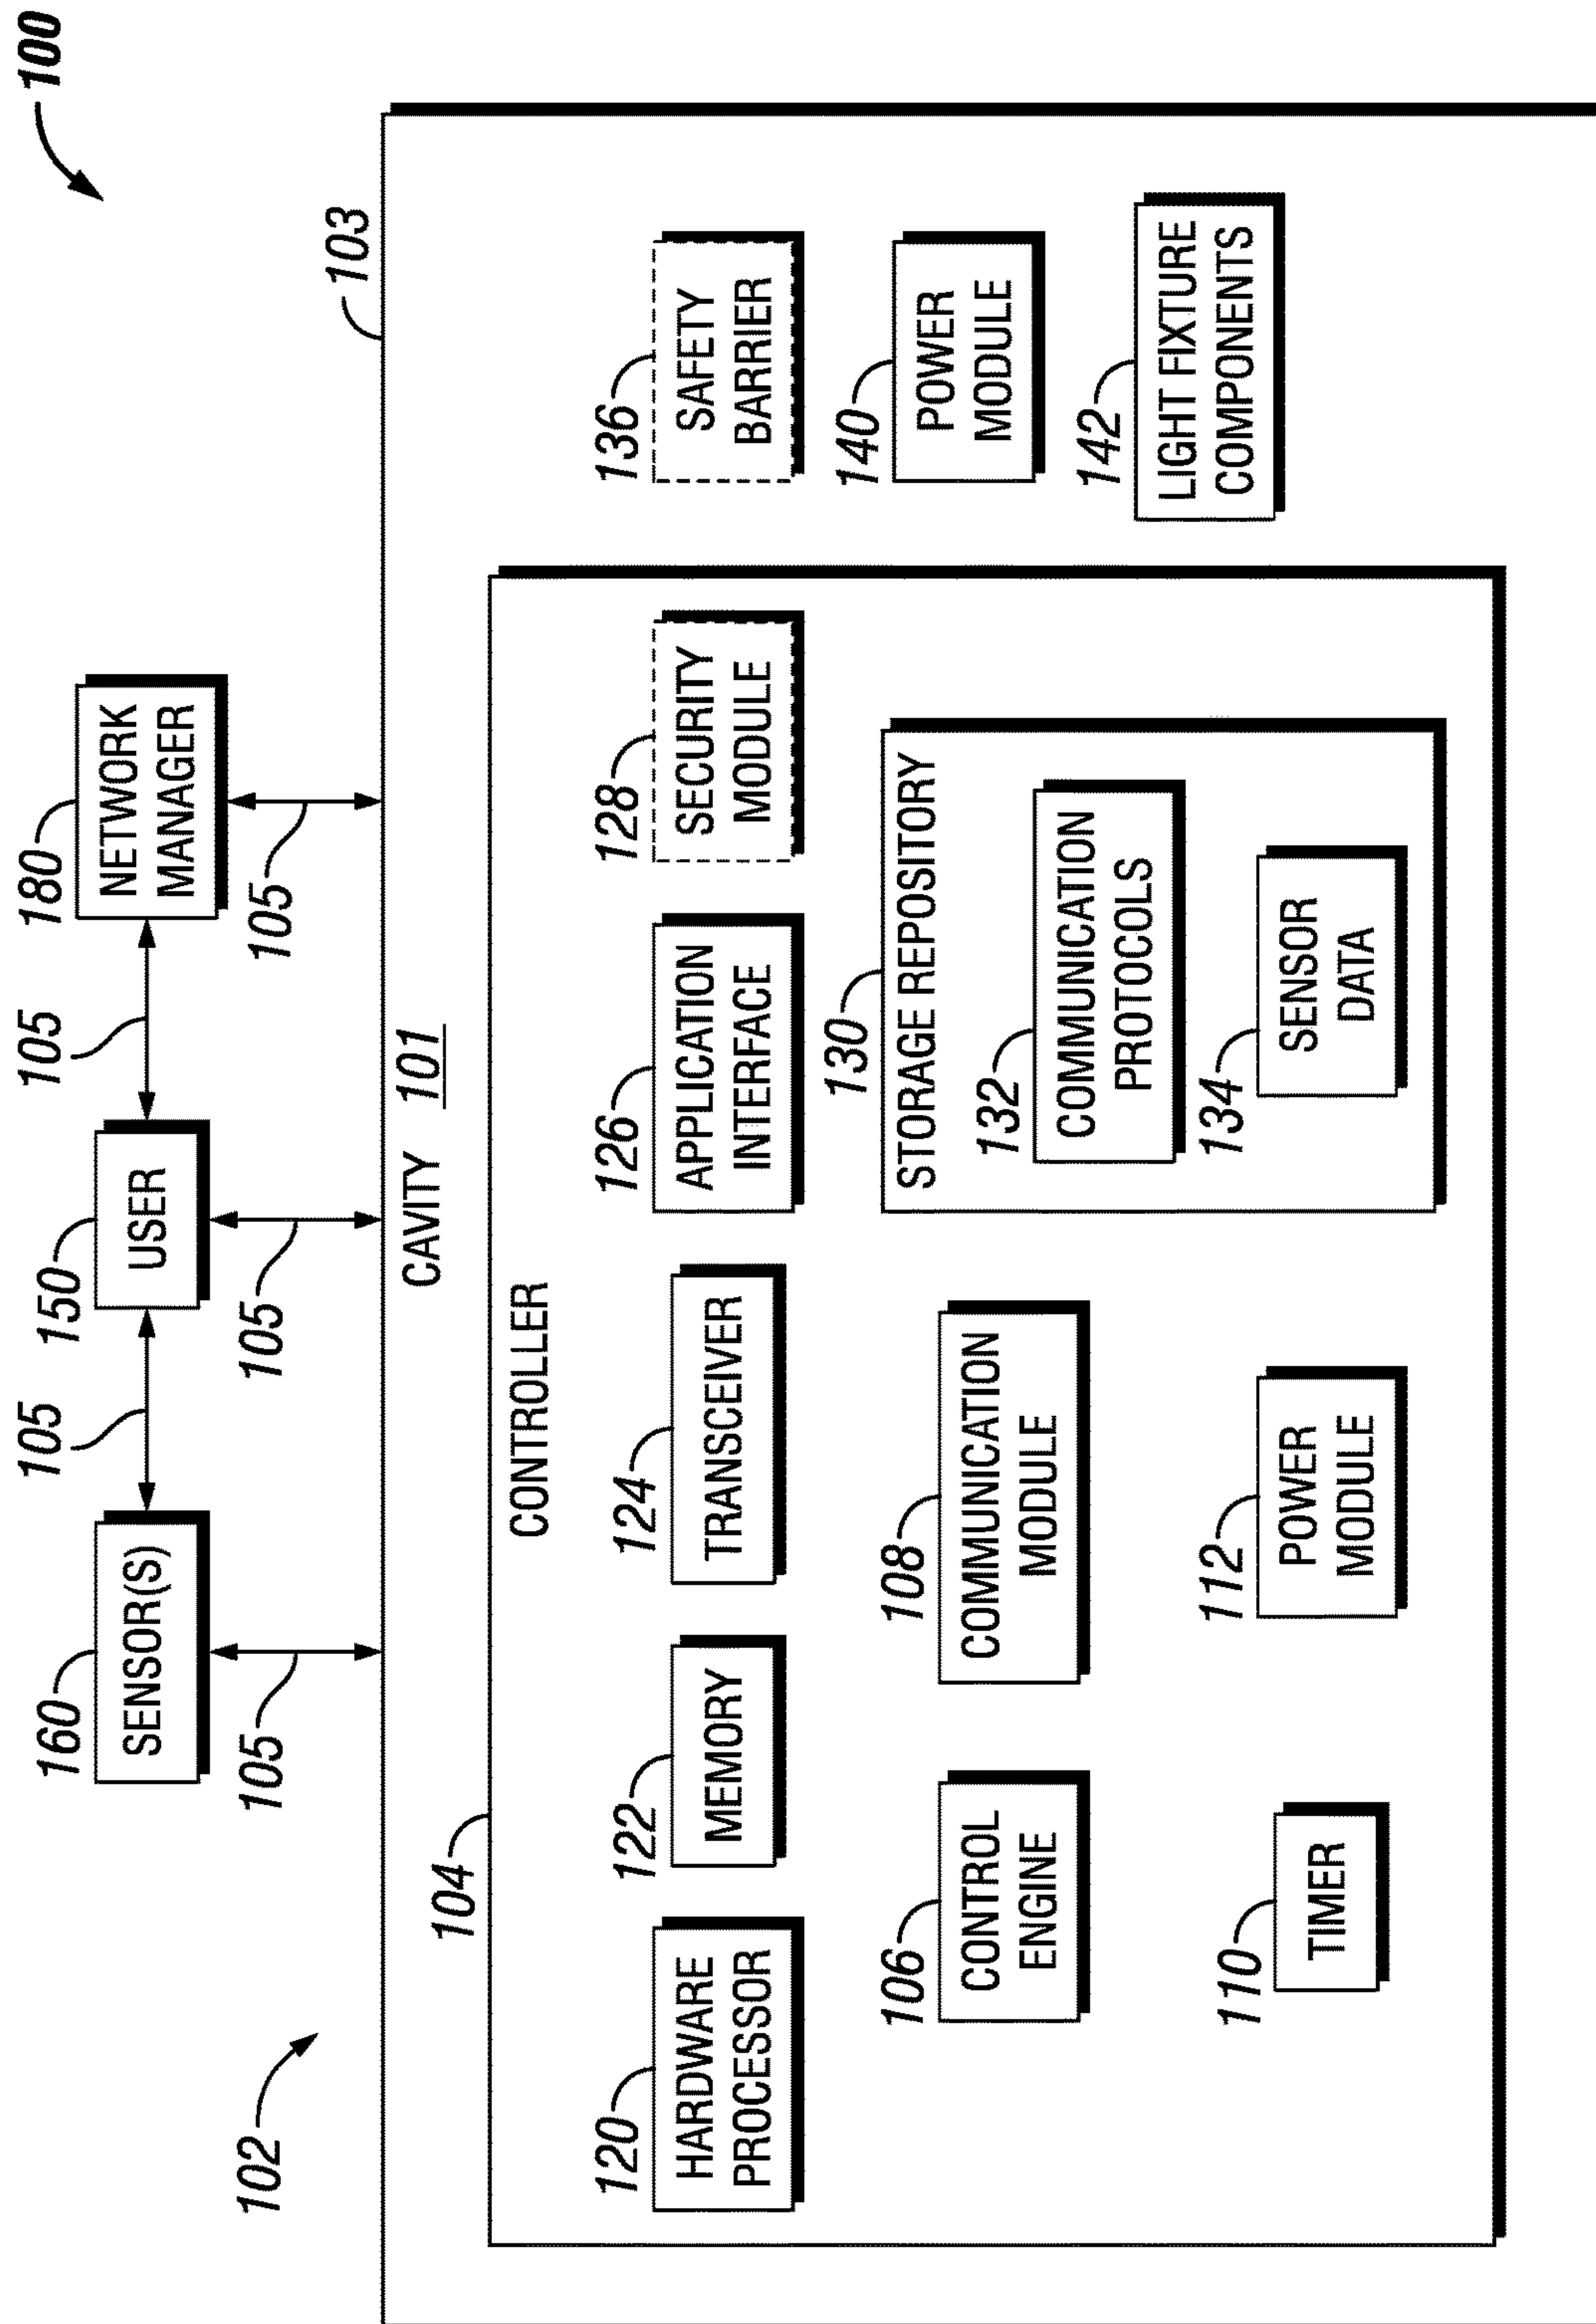 100
160
SENSOR(S)
105
150
USER
105
180
NETWORK
MANAGER
102
105
105
105
103
CAVITY 101
104
CONTROLLER
120
HARDWARE
PROCESSOR
122
MEMORY
124
TRANSCEIVER
126
APPLICATION
INTERFACE
128
SECURITY
MODULE
136
SAFETY
BARRIER
106
CONTROL
ENGINE
108
COMMUNICATION
MODULE
130
STORAGE REPOSITORY
132
COMMUNICATION
PROTOCOLS
140
POWER
MODULE
110
TIMER
112
POWER
MODULE
134
SENSOR
DATA
142
LIGHT FIXTURE
COMPONENTS